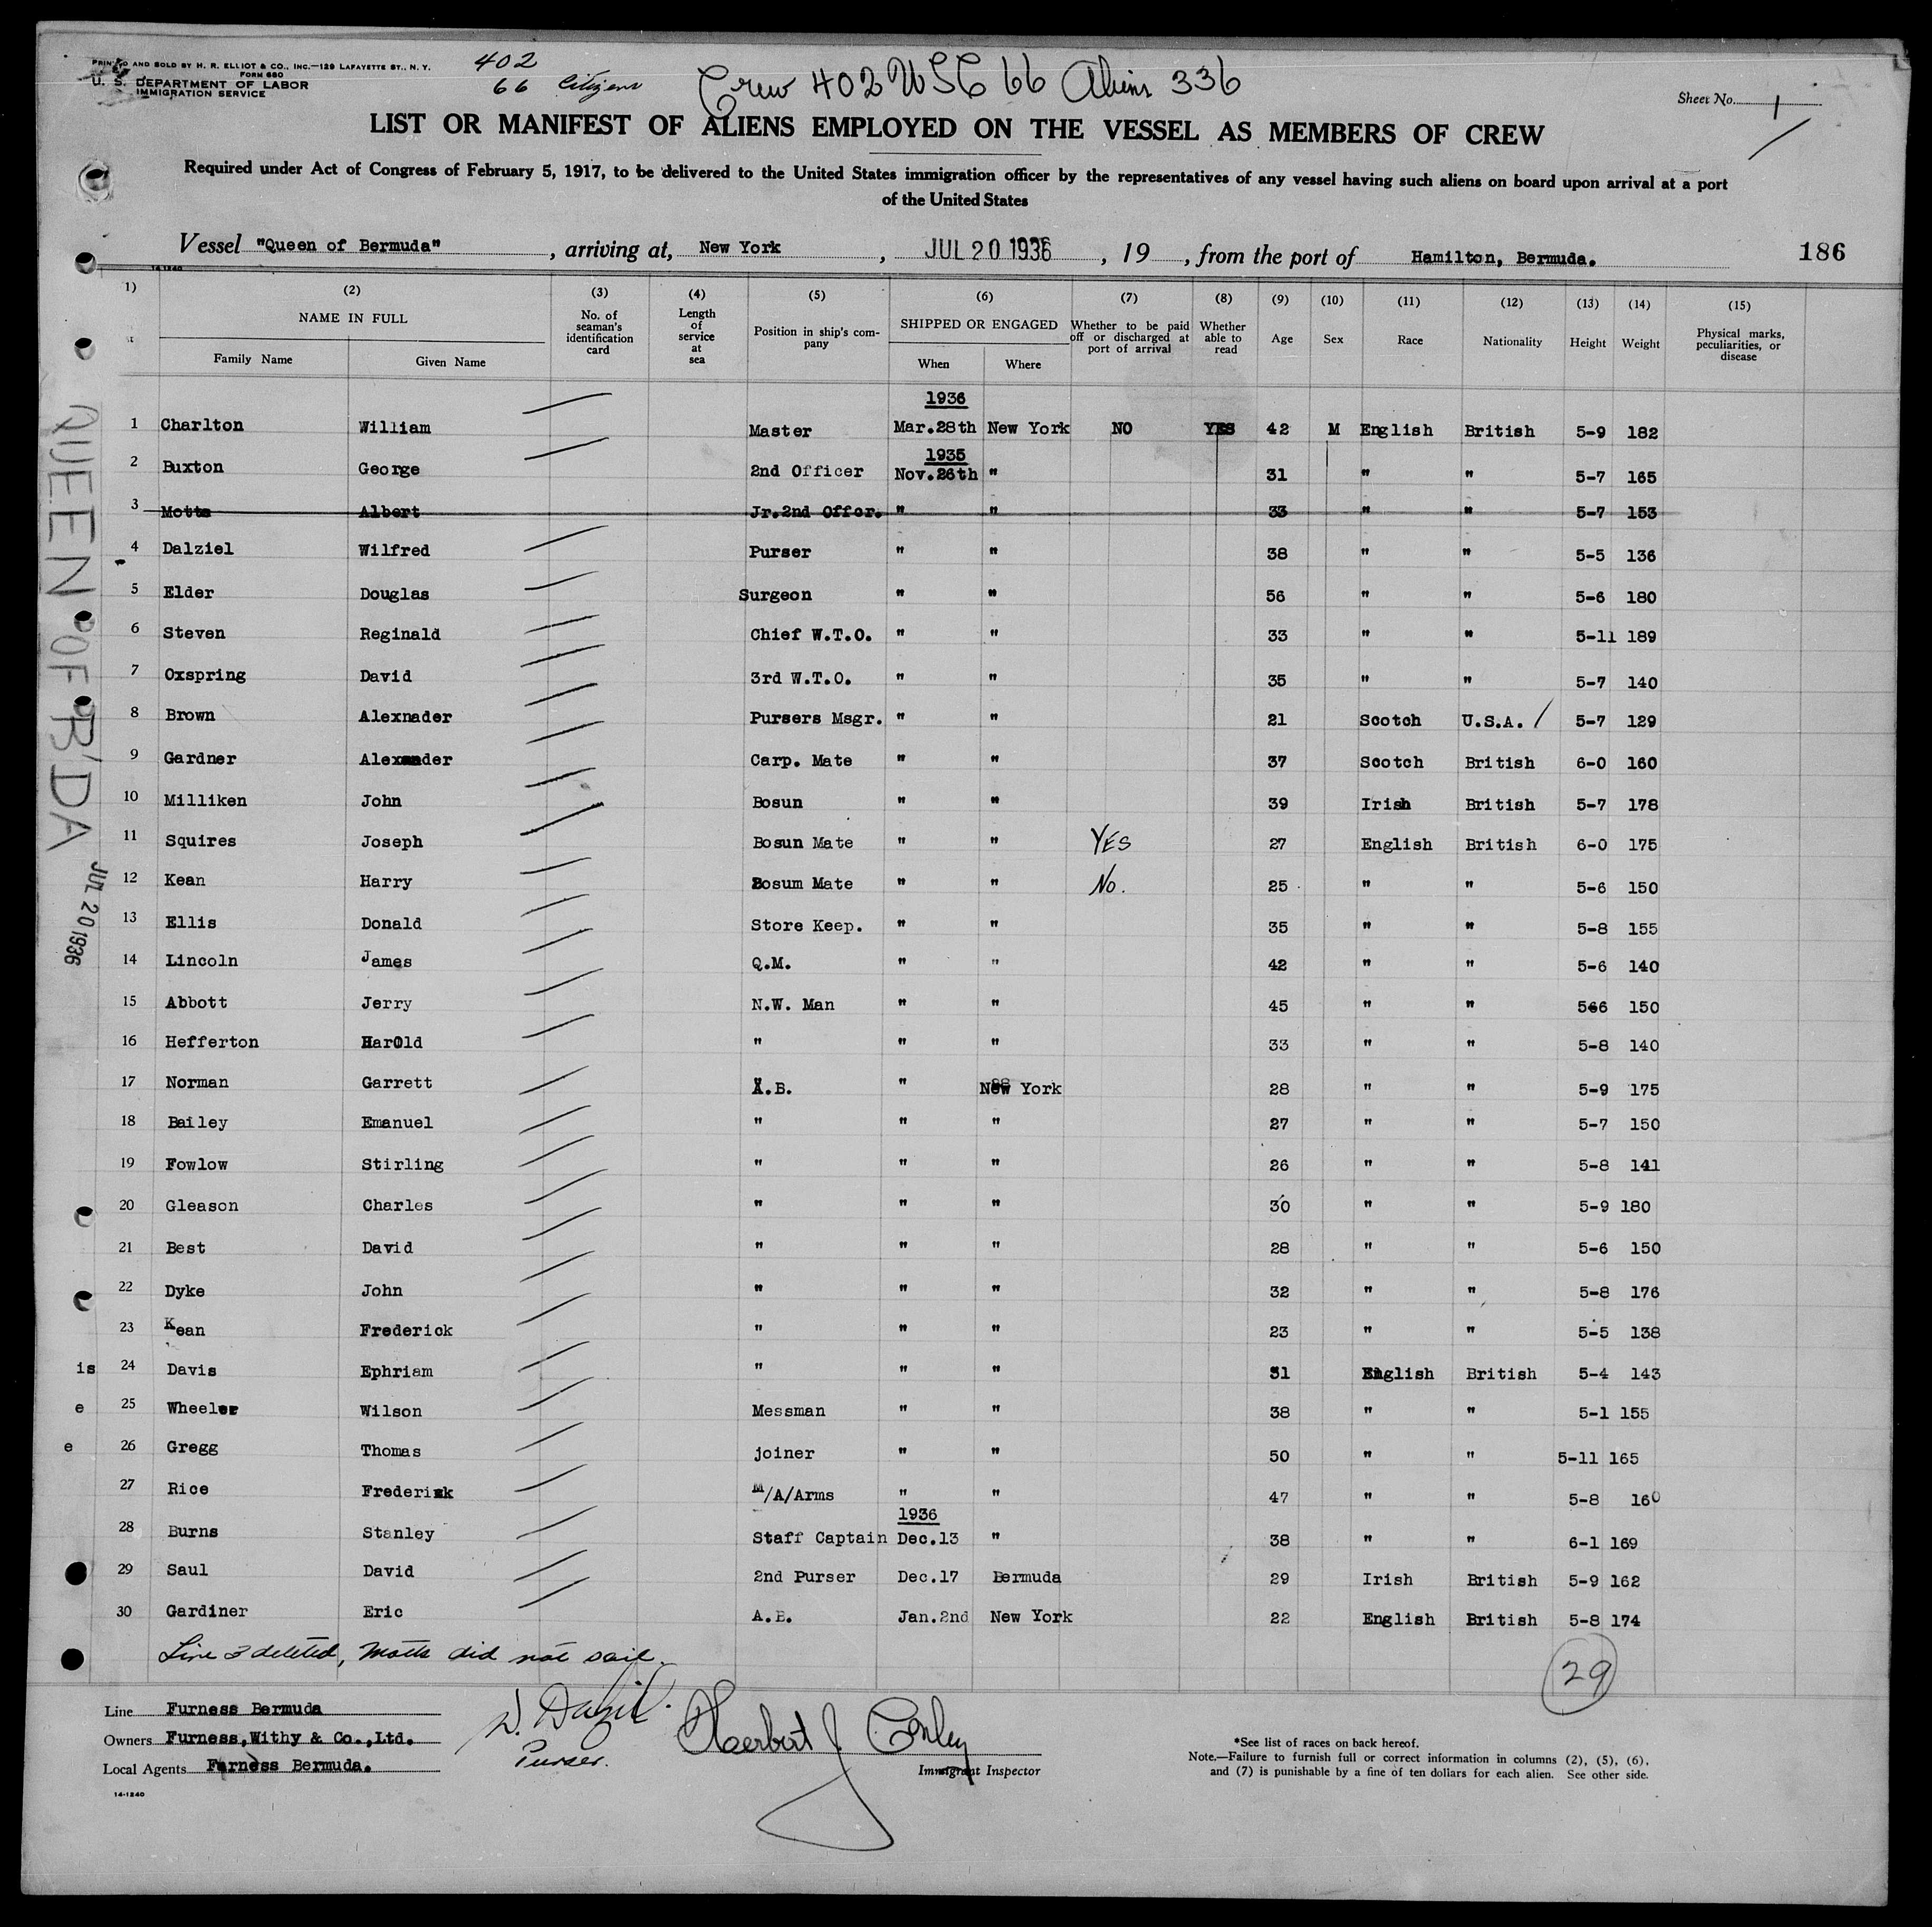 PRINTED AND SOLD BY H. R. ELLIOT & CO., INC.—129 LAFAYETTE ST., N. Y.
FORM 680
U. S. DEPARTMENT OF LABOR
IMMIGRATION SERVICE
402
66 Citizens
Crew 402 USC 66 Aliens 336
Sheet No. 1
LIST OR MANIFEST OF ALIENS EMPLOYED ON THE VESSEL AS MEMBERS OF CREW
Required under Act of Congress of February 5, 1917, to be delivered to the United States immigration officer by the representatives of any vessel having such aliens on board upon arrival at a port
of the United States
Vessel "Queen of Bermuda", arriving at, New York, JUL 20 1936, 19, from the port of Hamilton, Bermuda. 186
14-1240
1) (2) (3) (4) (5) (6) (7) (8) (9) (10) (11) (12) (13) (14) (15)
st NAME IN FULL No. of seaman's identification card Length of service at sea Position in ship's company SHIPPED OR ENGAGED Whether to be paid off or discharged at port of arrival Whether able to read Age Sex Race Nationality Height Weight Physical marks, peculiarities, or disease
Family Name Given Name When Where
1936
1 Charlton William Master Mar.28th New York NO YES 42 M English British 5-9 182
1935
2 Buxton George 2nd Officer Nov.26th " 31 " " 5-7 165
3 Motts Albert Jr.2nd Offcr. " " 33 " " 5-7 153
4 Dalziel Wilfred Purser " " 38 " " 5-5 136
5 Elder Douglas Surgeon " " 56 " " 5-6 180
6 Steven Reginald Chief W.T.O. " " 33 " " 5-11 189
7 Oxspring David 3rd W.T.O. " " 35 " " 5-7 140
8 Brown Alexnader Pursers Msgr. " " 21 Scotch U.S.A. / 5-7 129
9 Gardner Alexander Carp. Mate " " 37 Scotch British 6-0 160
10 Milliken John Bosun " " 39 Irish British 5-7 178
11 Squires Joseph Bosun Mate " " YES 27 English British 6-0 175
12 Kean Harry Bosum Mate " " No. 25 " " 5-6 150
13 Ellis Donald Store Keep. " " 35 " " 5-8 155
14 Lincoln James Q.M. " " 42 " " 5-6 140
15 Abbott Jerry N.W. Man " " 45 " " 566 150
16 Hefferton HarOld " " " 33 " " 5-8 140
17 Norman Garrett A.B. " New York 28 " " 5-9 175
18 Bailey Emanuel " " " 27 " " 5-7 150
19 Fowlow Stirling " " " 26 " " 5-8 141
20 Gleason Charles " " " 30 " " 5-9 180
21 Best David " " " 28 " " 5-6 150
22 Dyke John " " " 32 " " 5-8 176
23 Kean Frederick " " " 23 " " 5-5 138
is 24 Davis Ephriam " " " 31 English British 5-4 143
e 25 Wheeler Wilson Messman " " 38 " " 5-1 155
e 26 Gregg Thomas joiner " " 50 " " 5-11 165
27 Rice Frederick M/A/Arms " " 47 " " 5-8 160
1936
28 Burns Stanley Staff Captain Dec.13 " 38 " " 6-1 169
29 Saul David 2nd Purser Dec.17 Bermuda 29 Irish British 5-9 162
30 Gardiner Eric A.B. Jan.2nd New York 22 English British 5-8 174
Line 3 deleted, Motts did not sail.
29
Line Furness Bermuda
Owners Furness,Withy & Co.,Ltd.
Local Agents Furness Bermuda.
14-1240
Purser.
Herbert J. Conley
Immigrant Inspector
*See list of races on back hereof.
Note.—Failure to furnish full or correct information in columns (2), (5), (6),
and (7) is punishable by a fine of ten dollars for each alien. See other side.
QUEEN OF B'DA
JUL 20 1936